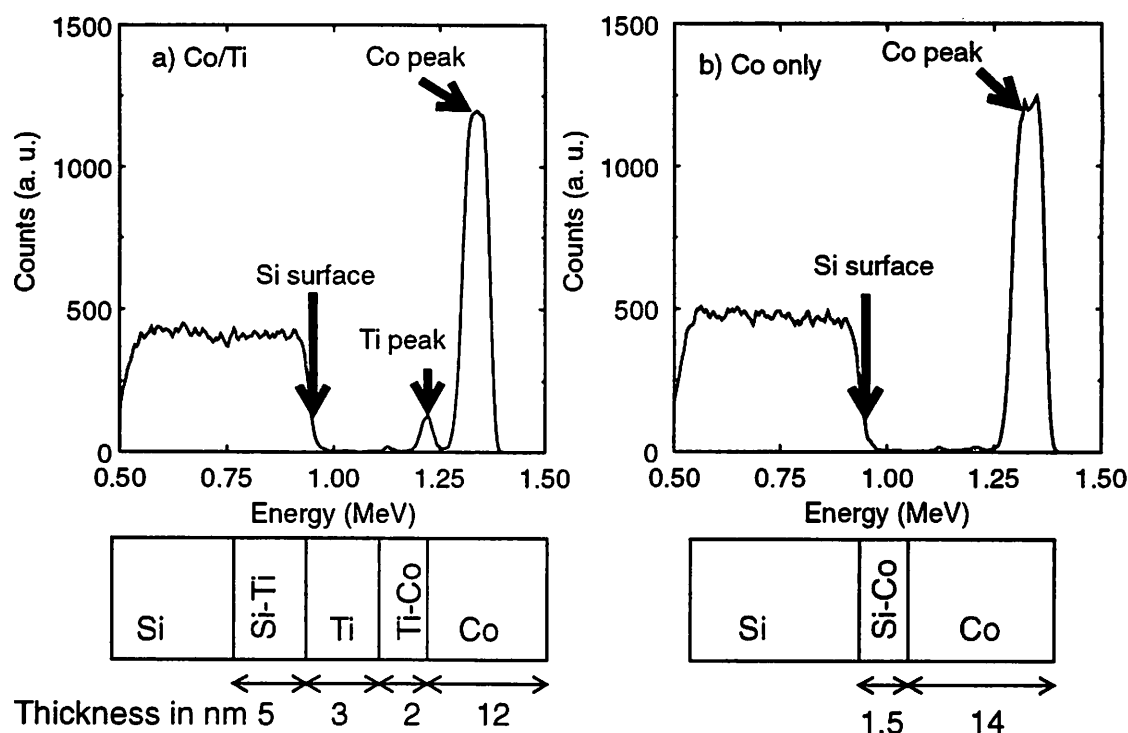 1500
a) Co/Ti
Co peak
1000
Counts (a. u.)
Si surface
500
Ti peak
0
0.50 0.75 1.00 1.25 1.50
Energy (MeV)
Si
Si-Ti
Ti
Ti-Co
Co
Thickness in nm 5 3 2 12
1500
b) Co only
Co peak
1000
Counts (a. u.)
Si surface
500
0
0.50 0.75 1.00 1.25 1.50
Energy (MeV)
Si
Si-Co
Co
1.5 14